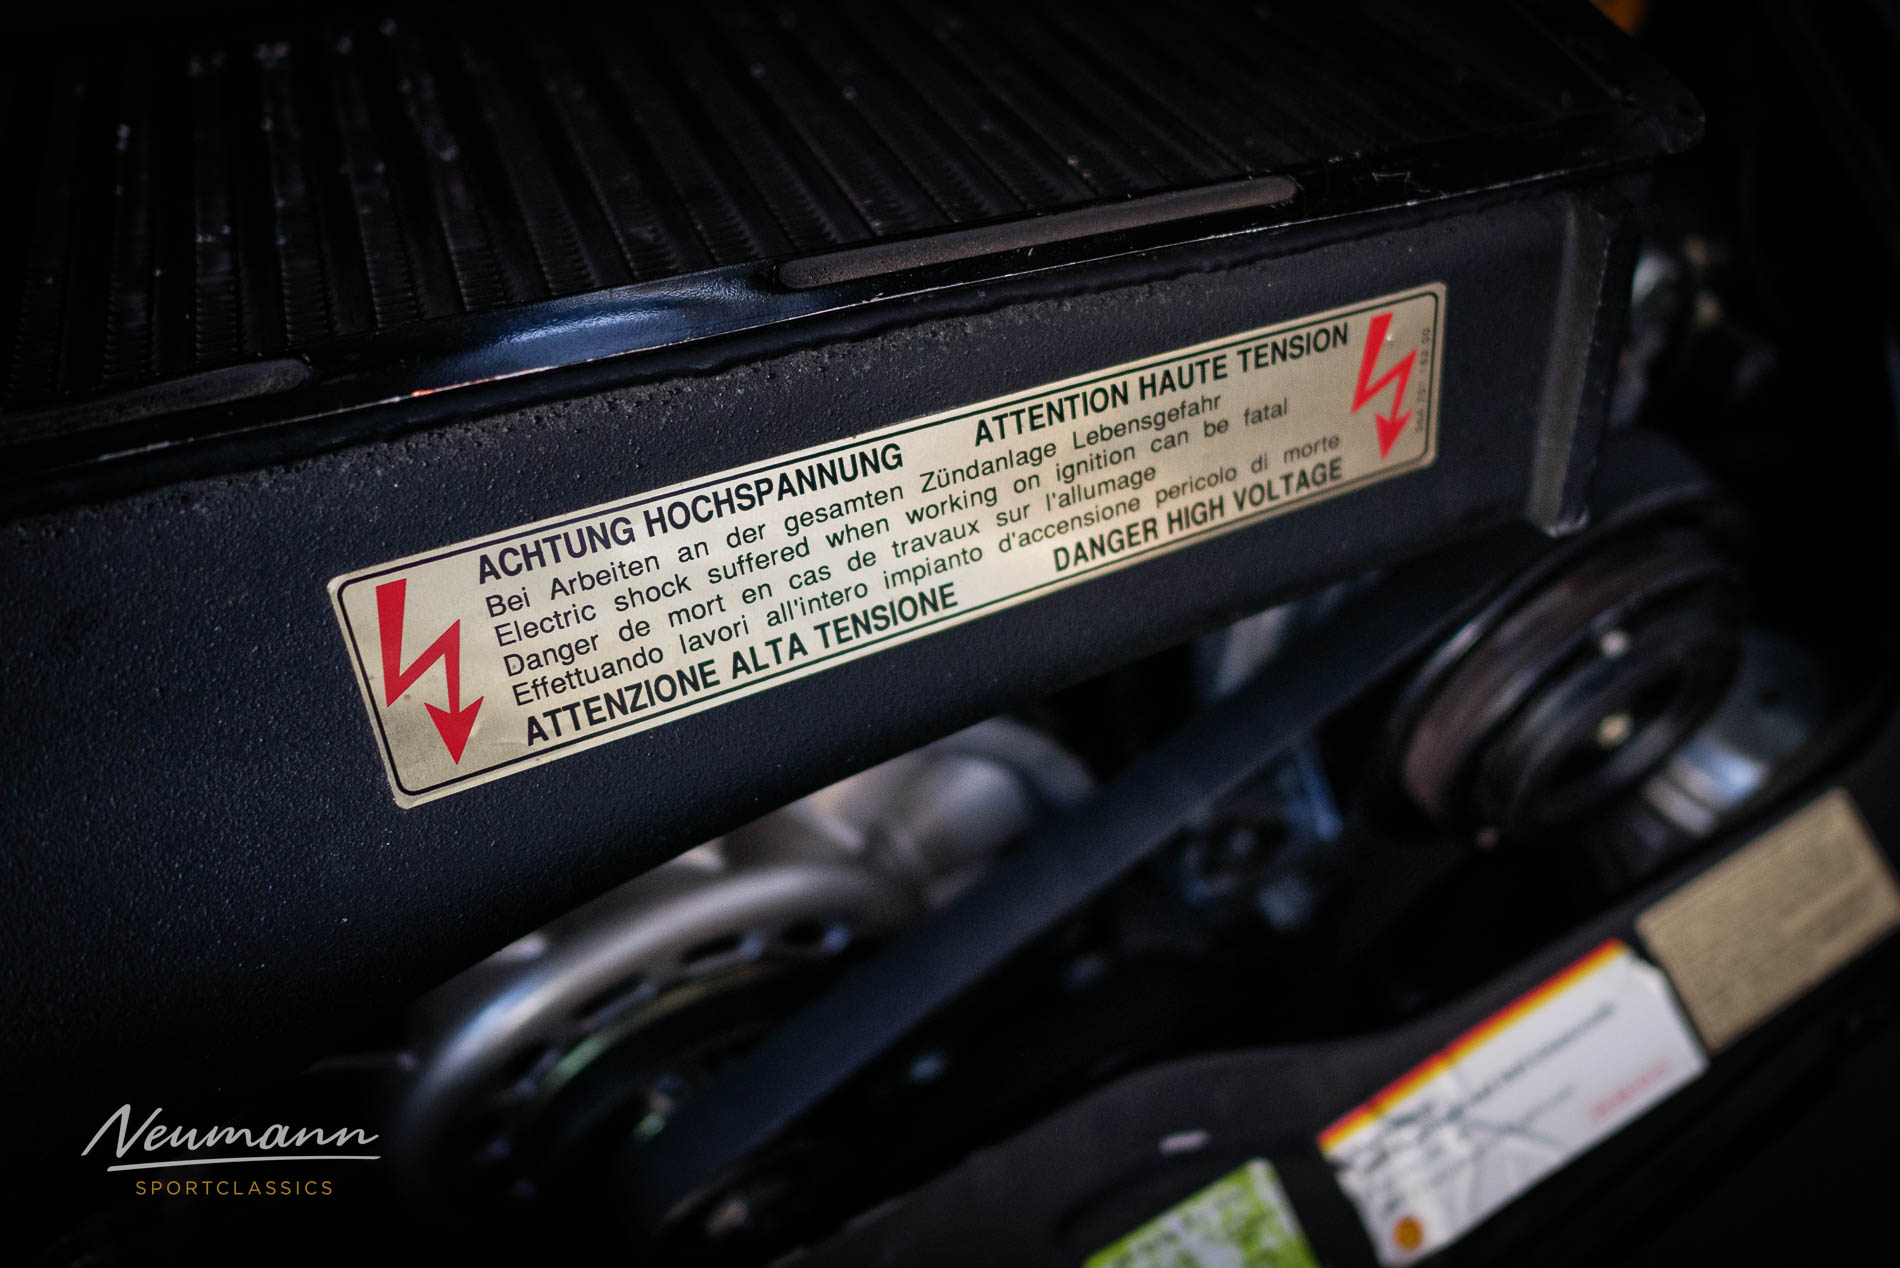 ACHTUNG HOCHSPANNUNG ATTENTION HAUTE TENSION
Bei Arbeiten an der gesamten Zündanlage Lebensgefahr
Electric shock suffered when working on ignition can be fatal
Danger de mort en cas de travaux sur l'allumage
Effettuando lavori all'intero impianto d'accensione pericolo di morte
ATTENZIONE ALTA TENSIONE DANGER HIGH VOLTAGE
Neumann
SPORTCLASSICS